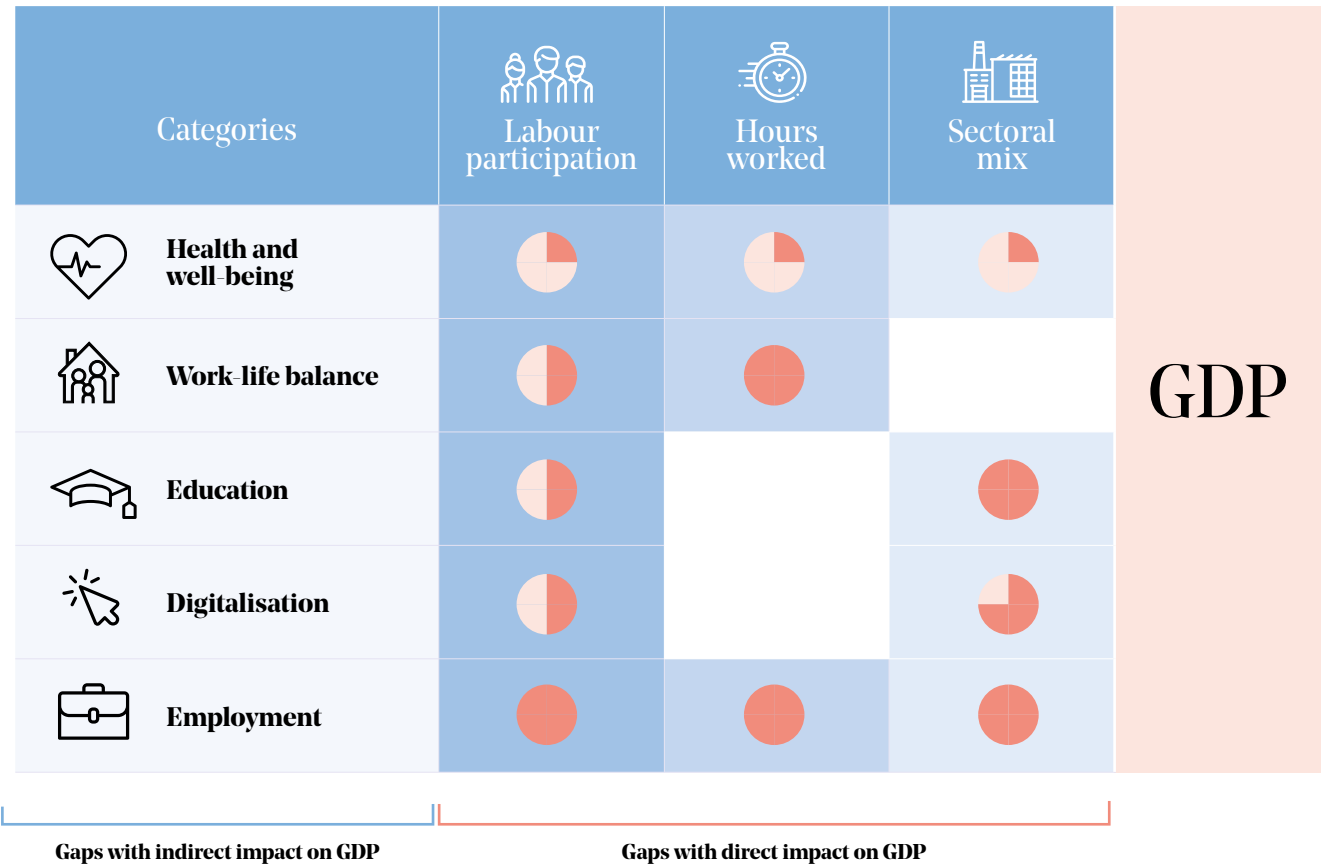 Categories
Labour
participation
Hours
worked
Sectoral
mix
Health and
well-being
Work-life balance
GDP
Education
Digitalisation
Employment
Gaps with indirect impact on GDP
Gaps with direct impact on GDP